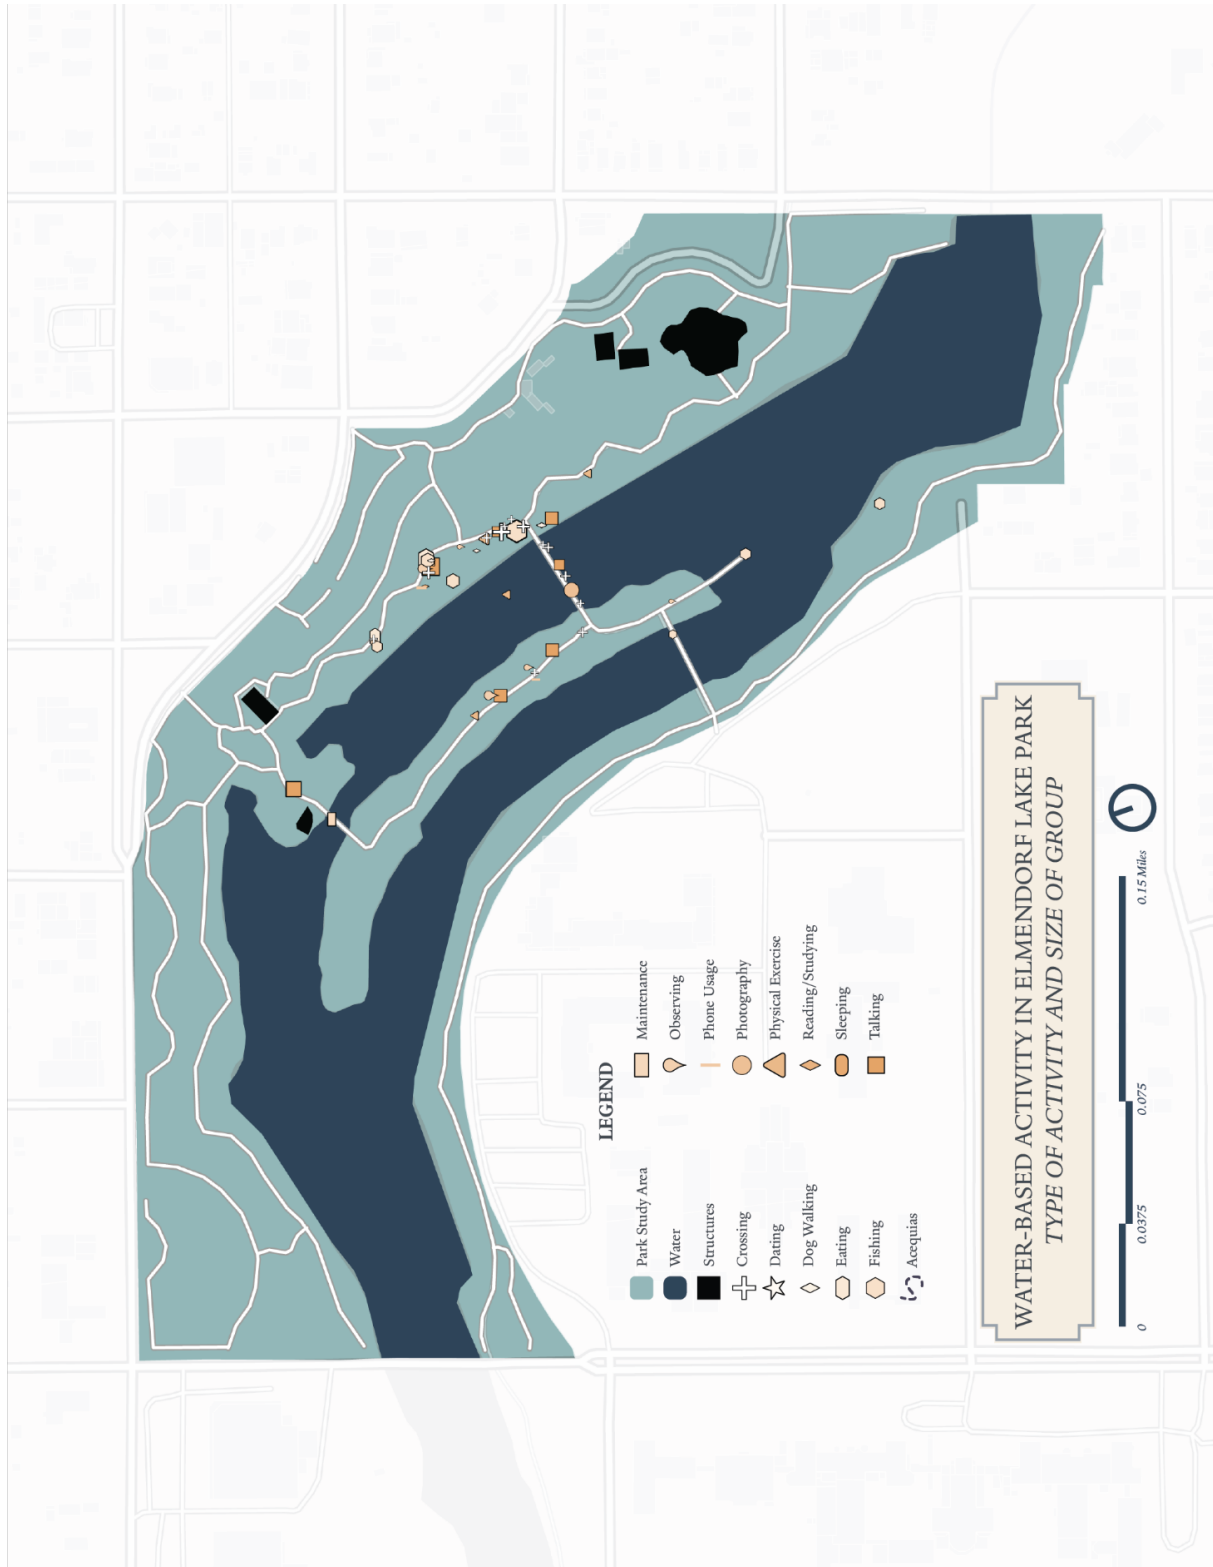 LEGEND
Park Study Area
Water
Structures
Crossing
Dating
Dog Walking
Eating
Fishing
Acequias
Maintenance
Observing
Phone Usage
Photography
Physical Exercise
Reading/Studying
Sleeping
Talking
WATER-BASED ACTIVITY IN ELMENDORF LAKE PARK
TYPE OF ACTIVITY AND SIZE OF GROUP
0 0.0375 0.075 0.15 Miles